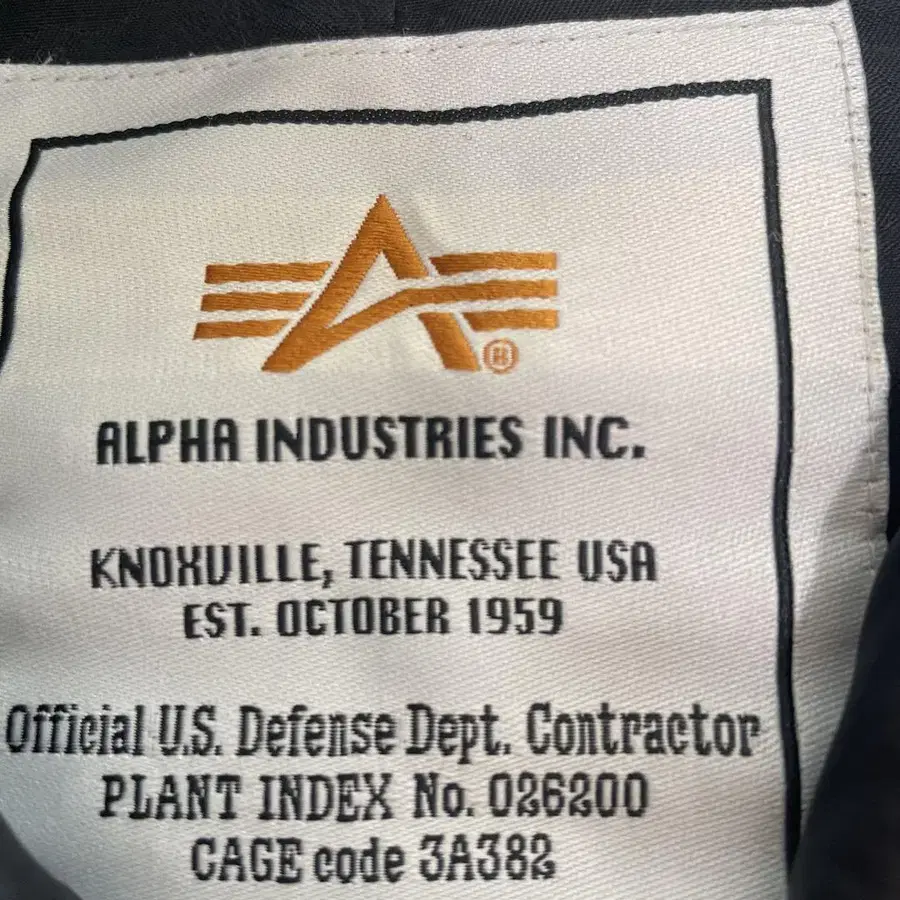 ALPHA INDUSTRIES INC.
KNOXVILLE, TENNESSEE USA
EST. OCTOBER 1959
Official U.S. Defense Dept. Contractor
PLANT INDEX No. 026200
CAGE code 3A382